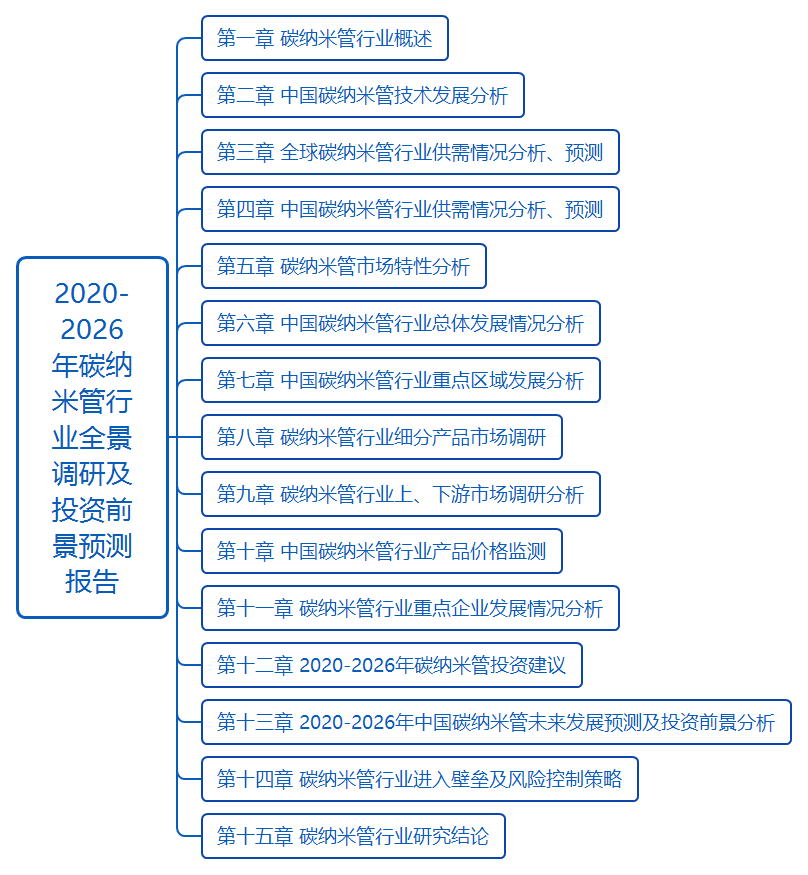 第一章 碳纳米管行业概述
第二章 中国碳纳米管技术发展分析
第三章 全球碳纳米管行业供需情况分析、预测
第四章 中国碳纳米管行业供需情况分析、预测
第五章 碳纳米管市场特性分析
第六章 中国碳纳米管行业总体发展情况分析
第七章 中国碳纳米管行业重点区域发展分析
第八章 碳纳米管行业细分产品市场调研
第九章 碳纳米管行业上、下游市场调研分析
第十章 中国碳纳米管行业产品价格监测
第十一章 碳纳米管行业重点企业发展情况分析
第十二章 2020-2026年碳纳米管投资建议
第十三章 2020-2026年中国碳纳米管未来发展预测及投资前景分析
第十四章 碳纳米管行业进入壁垒及风险控制策略
第十五章 碳纳米管行业研究结论
2020-
2026
年碳纳
米管行
业全景
调研及
投资前
景预测
报告